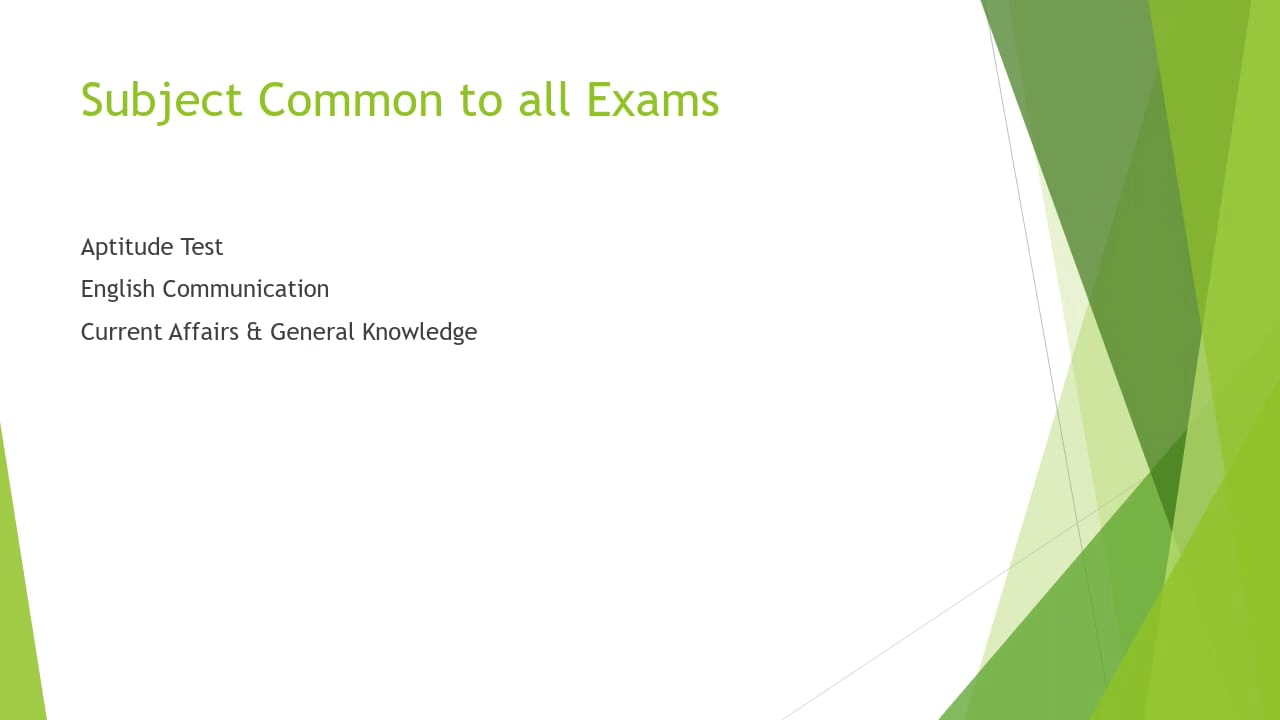 Subject Common to all Exams
Aptitude Test
English Communication
Current Affairs & General Knowledge